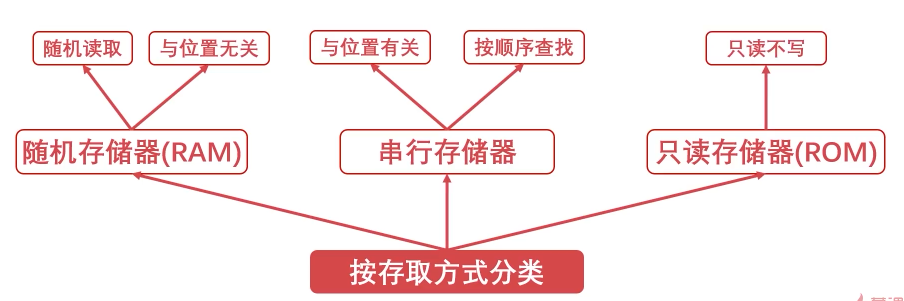 随机读取
与位置无关
与位置有关
按顺序查找
只读不写
随机存储器(RAM)
串行存储器
只读存储器(ROM)
按存取方式分类